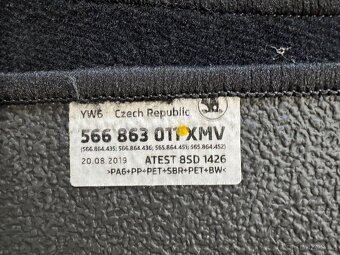 YW6 Czech Republic
566 863 011 XMV
(566.864.435; 566.864.436; 565.864.451; 565.864.452)
20.08.2019 ATEST 8SD 1426
>PA6+PP+PET+SBR+PET+BW<